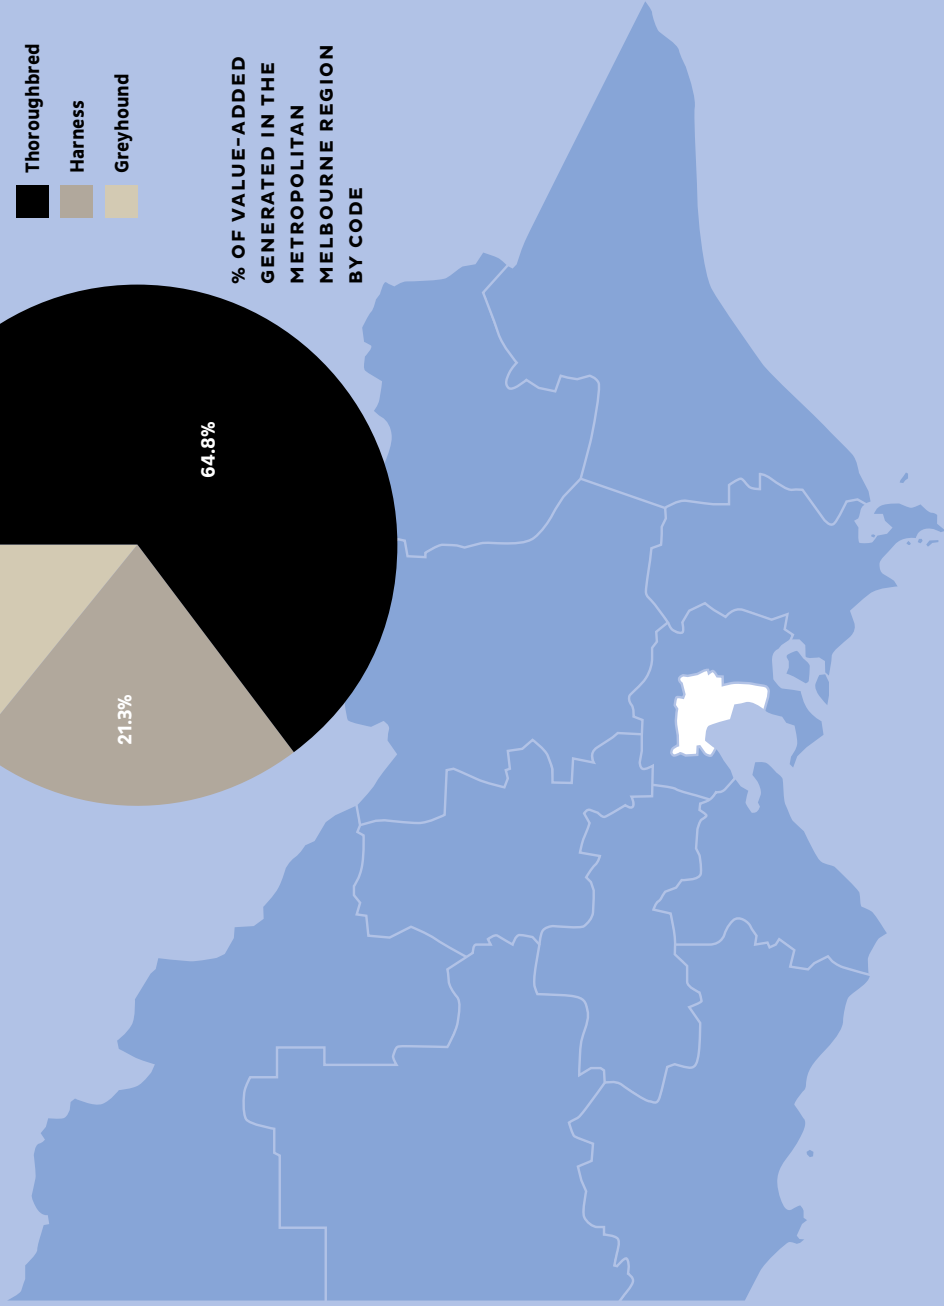 Thoroughbred
Harness
Greyhound
% OF VALUE-ADDED
GENERATED IN THE
METROPOLITAN
MELBOURNE REGION
BY CODE
64.8%
21.3%